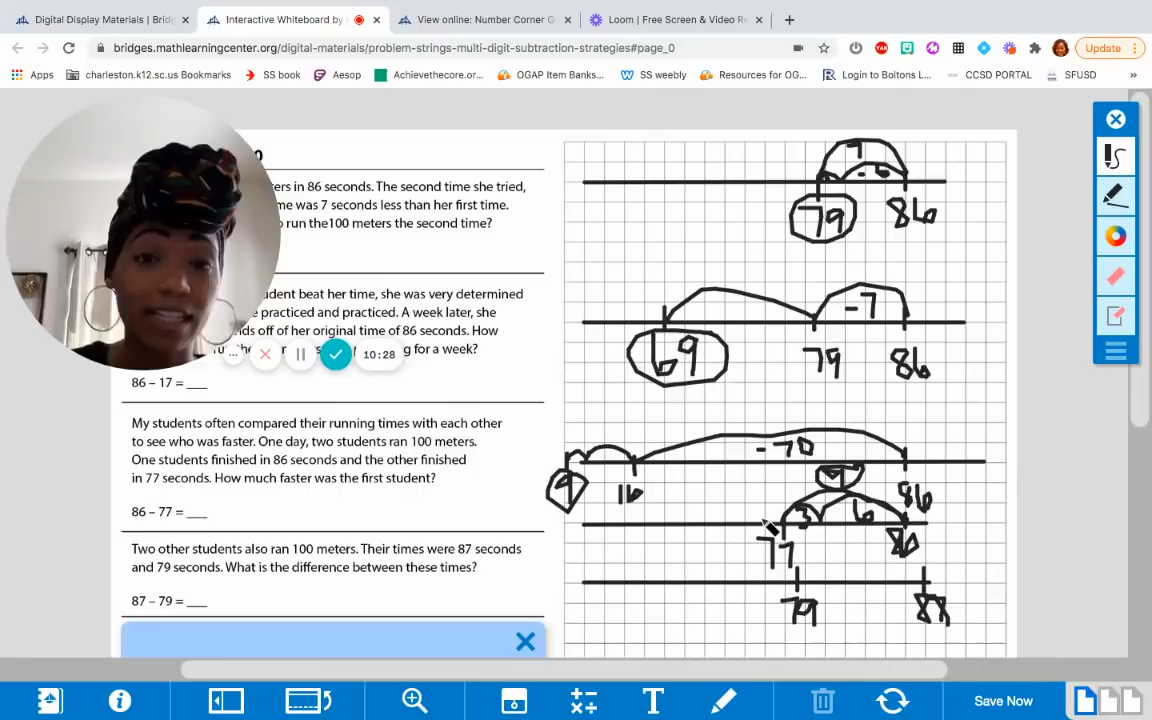 Digital Display Materials | Brid
Interactive Whiteboard by
View online: Number Corner G
Loom | Free Screen & Video Re
bridges.mathlearningcenter.org/digital-materials/problem-strings-multi-digit-subtraction-strategies#page_0
Update
Apps
charleston.k12.sc.us Bookmarks
SS book
Aesop
Achievethecore.or...
OGAP Item Banks...
SS weekly
Resources for OG...
Login to Boltons L...
CCSD PORTAL
SFUSD
»
0
ters in 86 seconds. The second time she tried,
me was 7 seconds less than her first time.
o run the100 meters the second time?
udent beat her time, she was very determined
e practiced and practiced. A week later, she
nds off of her original time of 86 seconds. How
for a week?
10:28
86 – 17 = ___
My students often compared their running times with each other
to see who was faster. One day, two students ran 100 meters.
One students finished in 86 seconds and the other finished
in 77 seconds. How much faster was the first student?
86 – 77 = ___
Two other students also ran 100 meters. Their times were 87 seconds
and 79 seconds. What is the difference between these times?
87 – 79 = ___
7
-6
79
86
-7
69
79
86
-70
9
16
86
9
3
6
77
86
79
Save Now